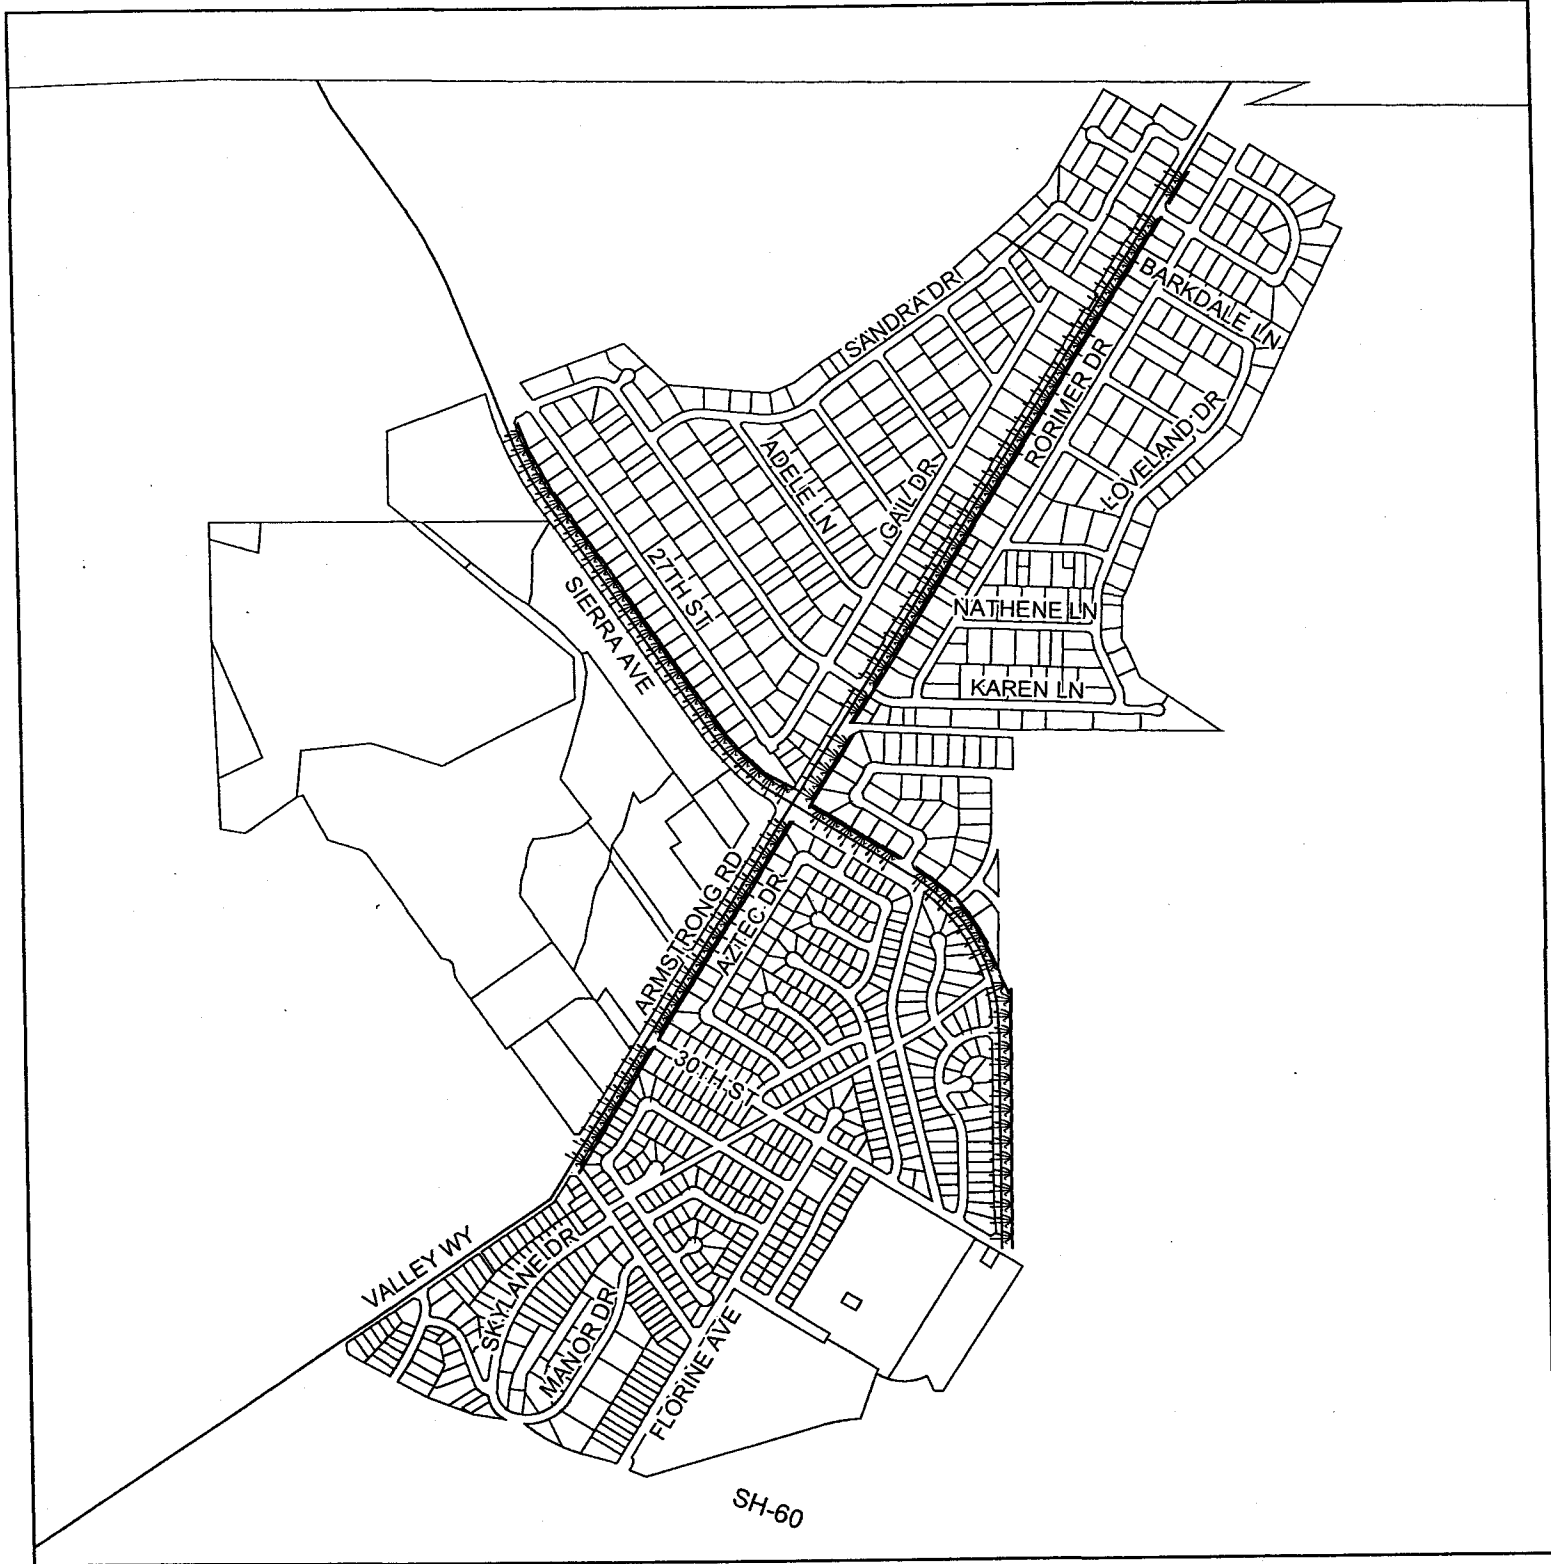 BARKDALE LN
SANDRA DR
RORIMER DR
LOVELAND DR
ADELE LN
GAIL DR
27TH ST
SIERRA AVE
NATHENE LN
KAREN LN
ARMSTRONG RD
AZTEC DR
30TH ST
VALLEY WY
SKYLANE DR
MANOR DR
FLORINE AVE
SH-60